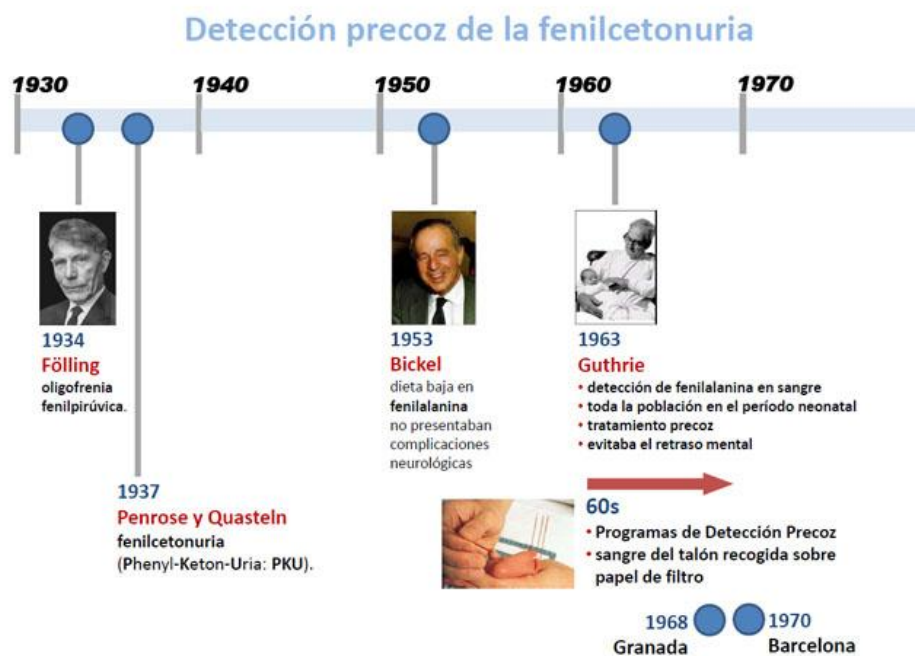 Detección precoz de la fenilcetonuria
1930
1940
1950
1960
1970
1934
Fölling
oligofrenia
fenilpirúvica.
1937
Penrose y Quasteln
fenilcetonuria
(Phenyl-Keton-Uria: PKU).
1953
Bickel
dieta baja en
fenilalanina
no presentaban
complicaciones
neurológicas
1963
Guthrie
• detección de fenilalanina en sangre
• toda la población en el período neonatal
• tratamiento precoz
• evitaba el retraso mental
60s
• Programas de Detección Precoz
• sangre del talón recogida sobre
papel de filtro
1968
Granada
1970
Barcelona